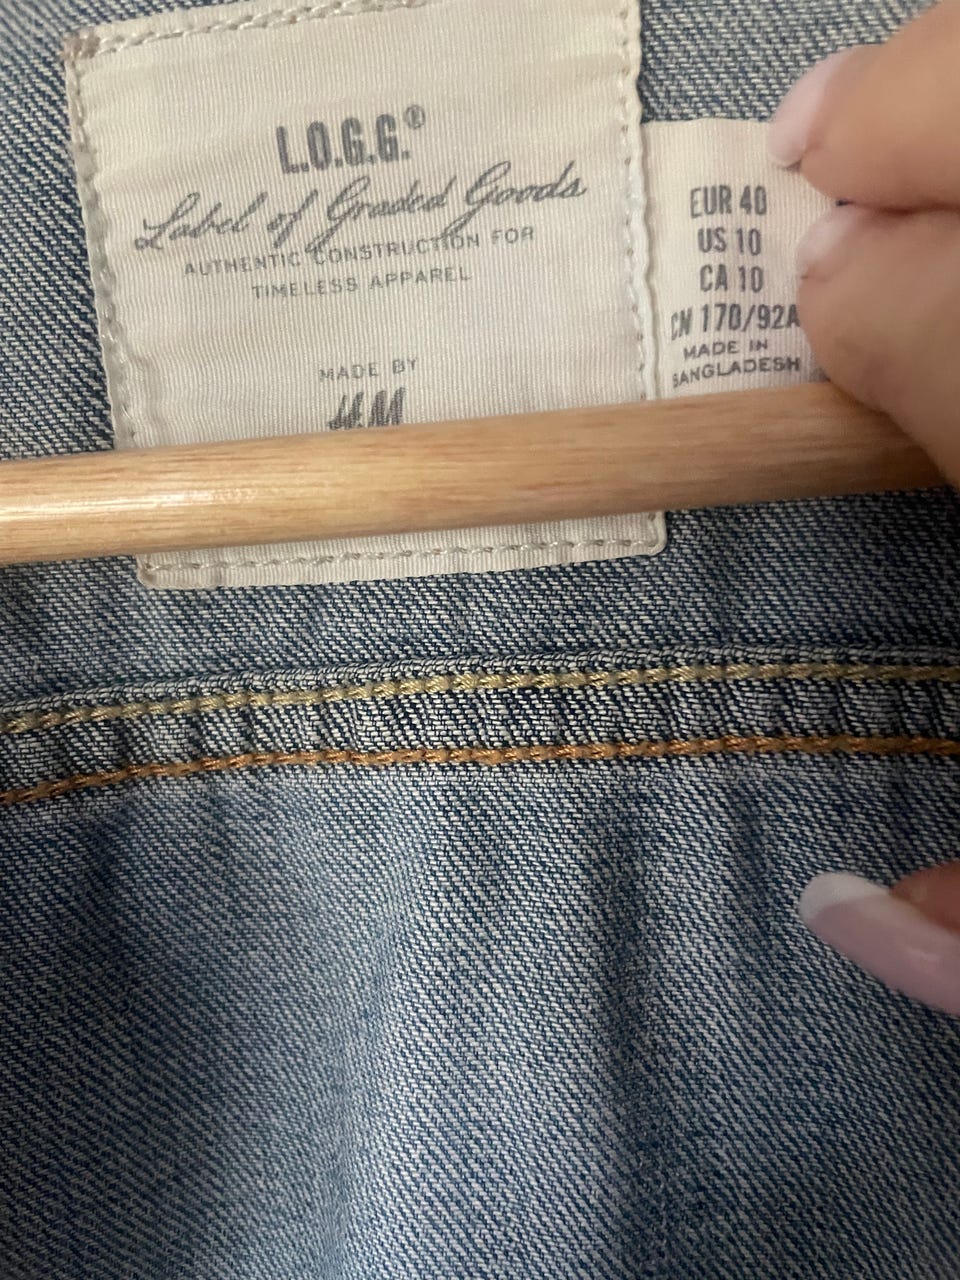 L.O.G.G.®
Label of Graded Goods
AUTHENTIC CONSTRUCTION FOR
TIMELESS APPAREL
MADE BY
H&M
EUR 40
US 10
CA 10
CN 170/92A
MADE IN
BANGLADESH